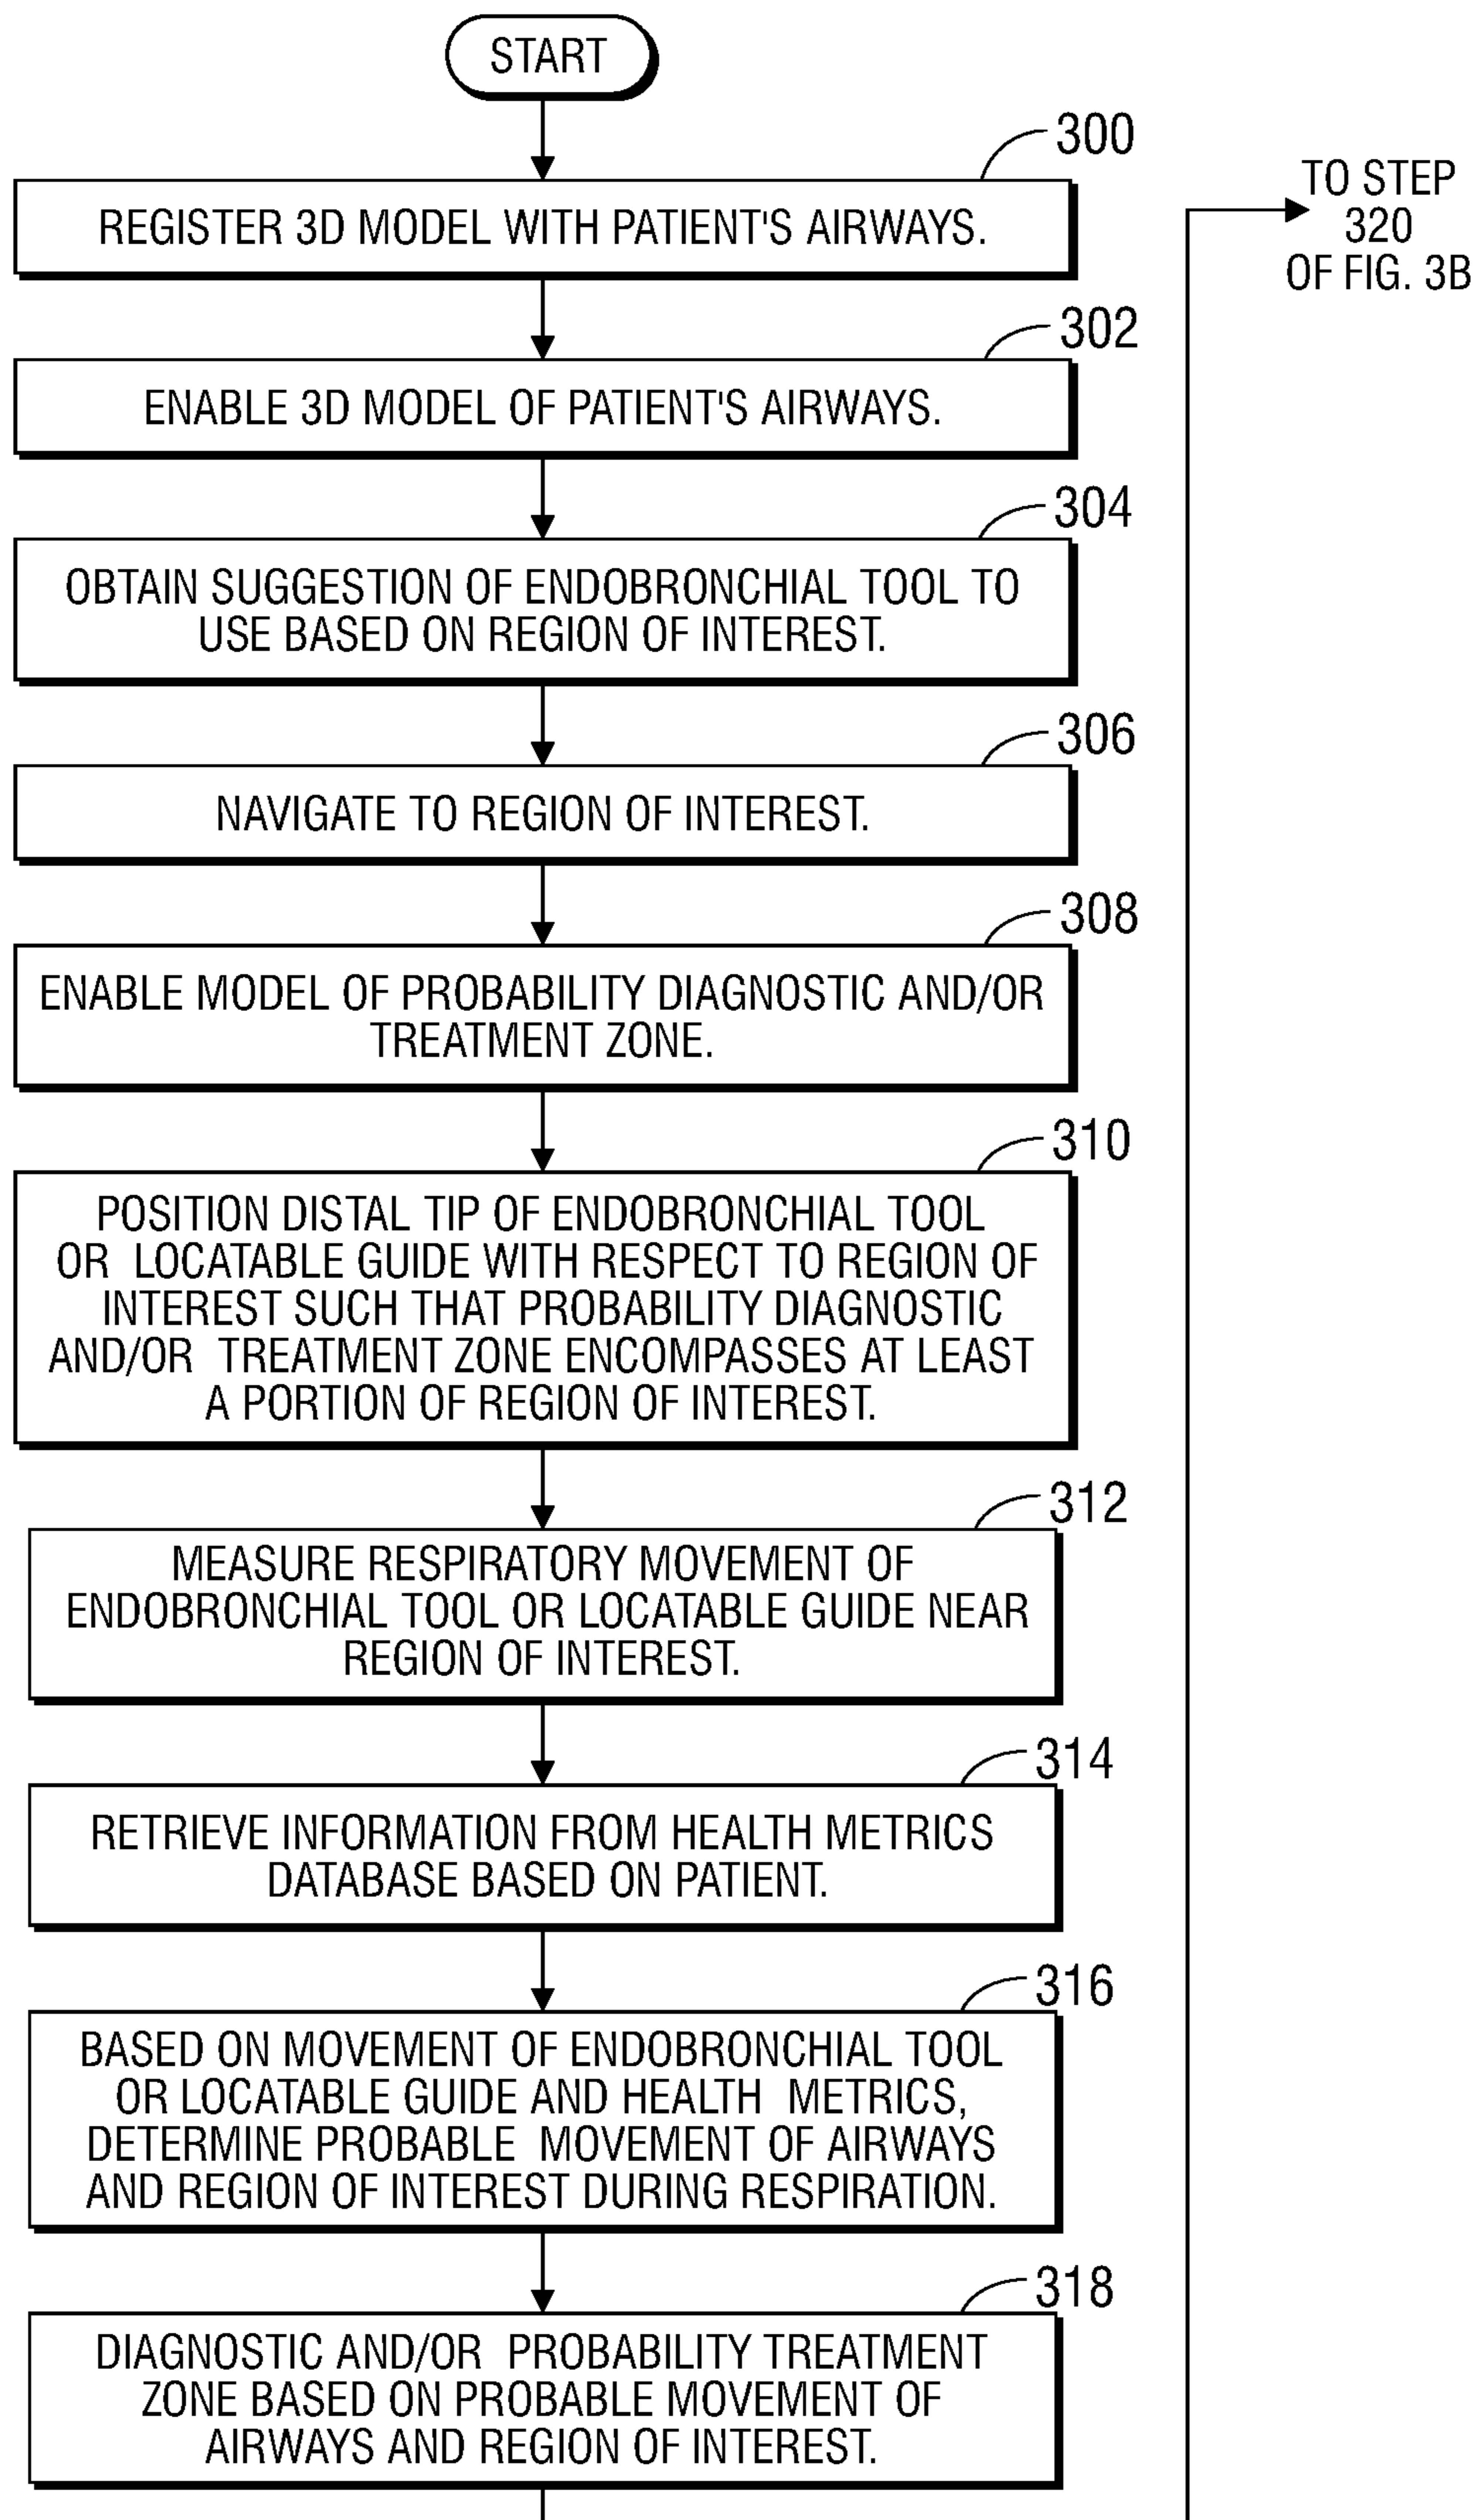 START
300
REGISTER 3D MODEL WITH PATIENT'S AIRWAYS.
302
ENABLE 3D MODEL OF PATIENT'S AIRWAYS.
304
OBTAIN SUGGESTION OF ENDOBRONCHIAL TOOL TO
USE BASED ON REGION OF INTEREST.
306
NAVIGATE TO REGION OF INTEREST.
308
ENABLE MODEL OF PROBABILITY DIAGNOSTIC AND/OR
TREATMENT ZONE.
310
POSITION DISTAL TIP OF ENDOBRONCHIAL TOOL
OR LOCATABLE GUIDE WITH RESPECT TO REGION OF
INTEREST SUCH THAT PROBABILITY DIAGNOSTIC
AND/OR TREATMENT ZONE ENCOMPASSES AT LEAST
A PORTION OF REGION OF INTEREST.
312
MEASURE RESPIRATORY MOVEMENT OF
ENDOBRONCHIAL TOOL OR LOCATABLE GUIDE NEAR
REGION OF INTEREST.
314
RETRIEVE INFORMATION FROM HEALTH METRICS
DATABASE BASED ON PATIENT.
316
BASED ON MOVEMENT OF ENDOBRONCHIAL TOOL
OR LOCATABLE GUIDE AND HEALTH METRICS,
DETERMINE PROBABLE MOVEMENT OF AIRWAYS
AND REGION OF INTEREST DURING RESPIRATION.
318
DIAGNOSTIC AND/OR PROBABILITY TREATMENT
ZONE BASED ON PROBABLE MOVEMENT OF
AIRWAYS AND REGION OF INTEREST.
TO STEP
320
OF FIG. 3B